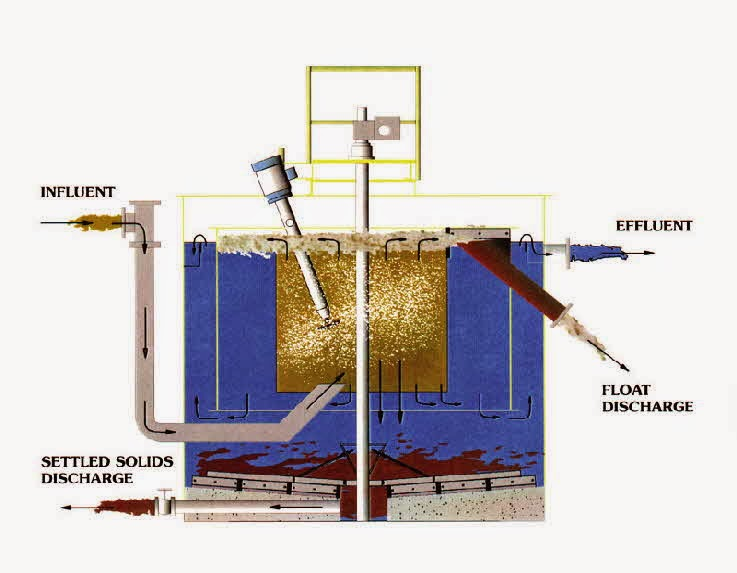 INFLUENT
EFFLUENT
FLOAT
DISCHARGE
SETTLED SOLIDS
DISCHARGE